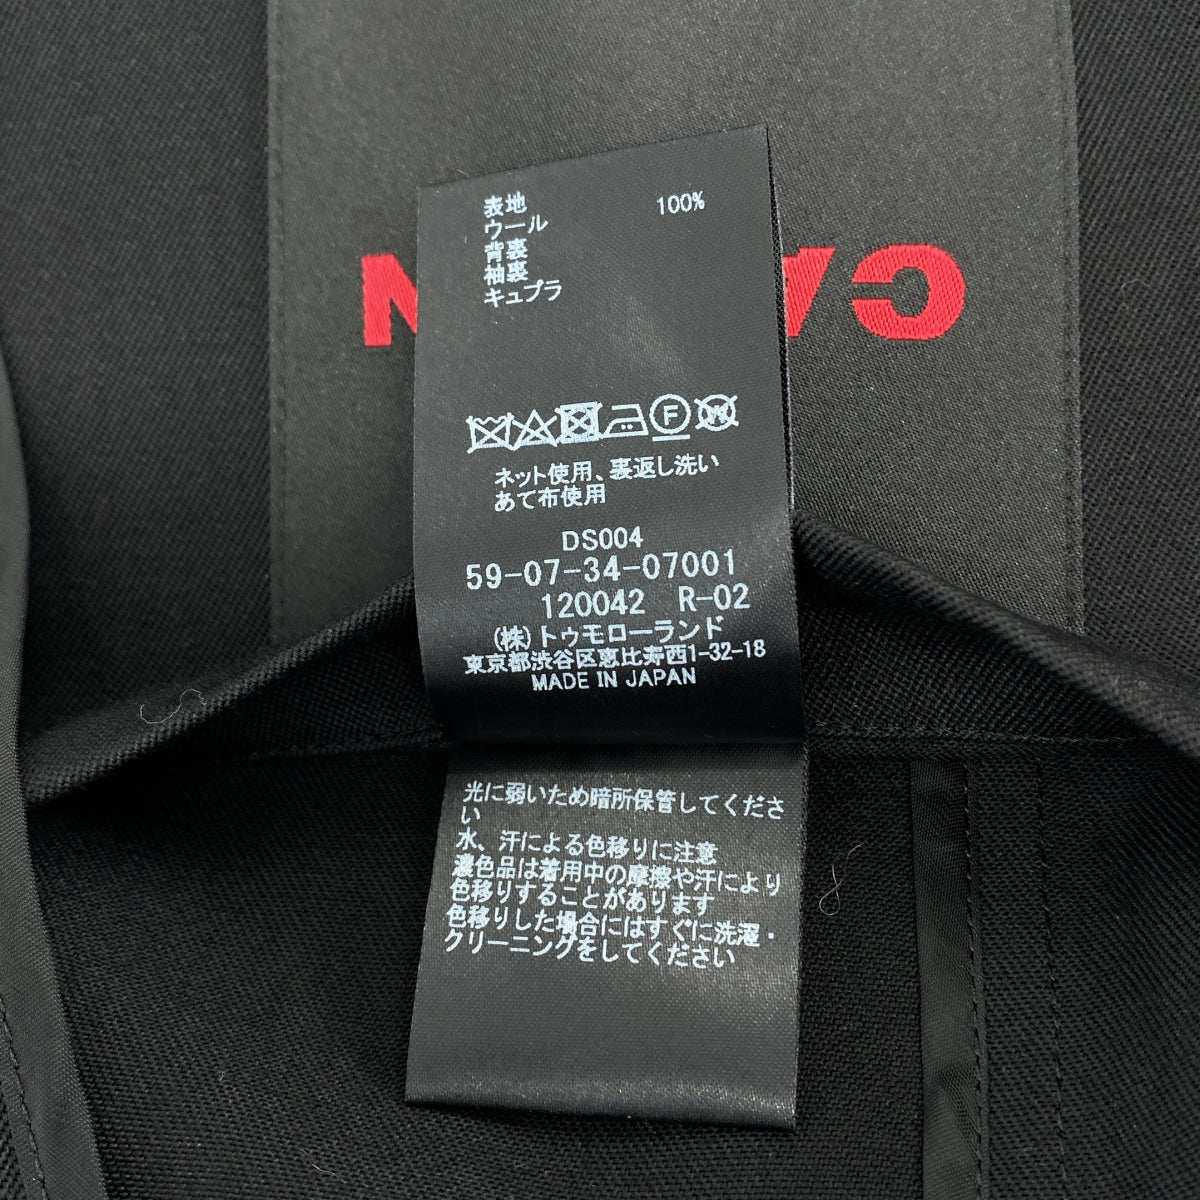 表地
ウール 100%
背裏
袖裏
キュプラ
F
W
ネット使用、裏返し洗い
あて布使用
DS004
59-07-34-07001
120042 R-02
(株)トゥモローランド
東京都渋谷区恵比寿西1-32-18
MADE IN JAPAN
光に弱いため暗所保管してくださ
い
水、汗による色移りに注意
濃色品は着用中の摩擦や汗により
色移りすることがあります
色移りした場合にはすぐに洗濯・
クリーニングをしてください